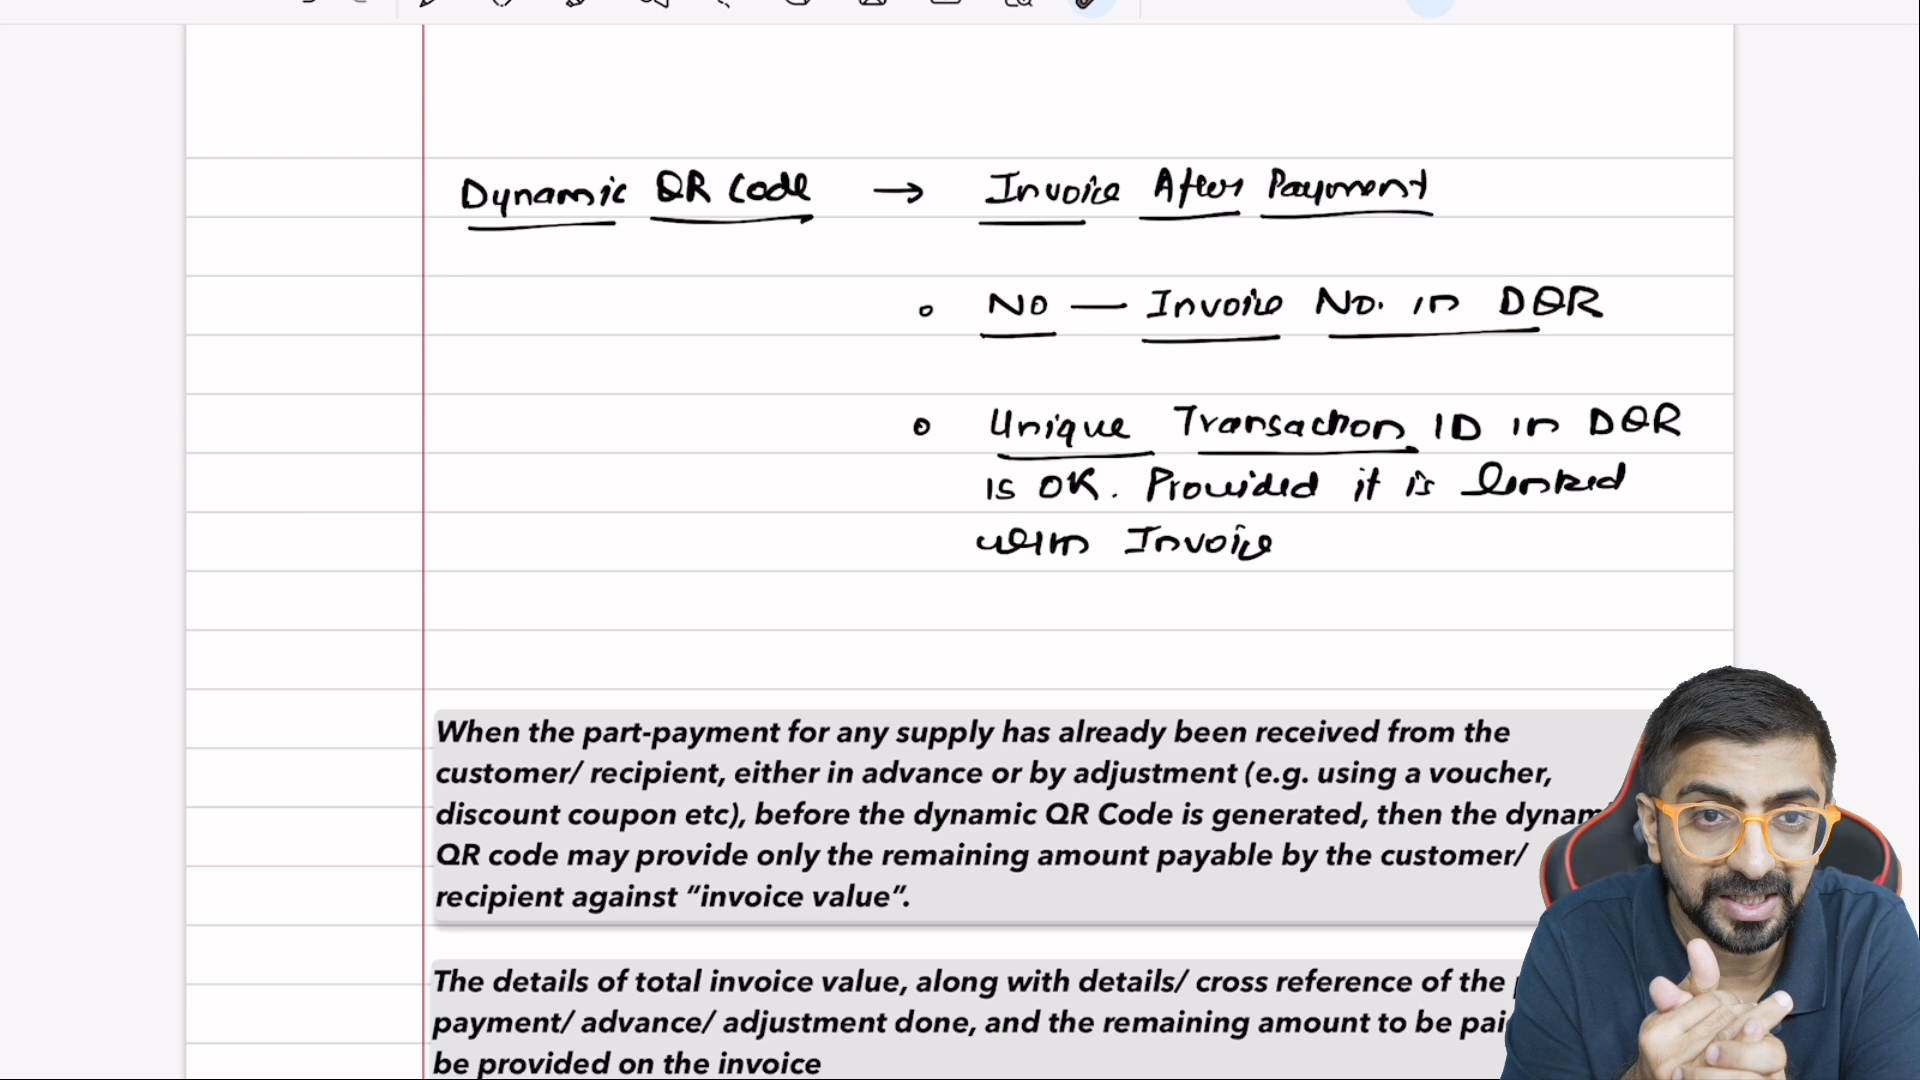 Dynamic QR Code → Invoice After Payment
• No — Invoice No. in DQR
• Unique Transaction ID in DQR
is OK. Provided it is linked
with Invoice
When the part-payment for any supply has already been received from the
customer/ recipient, either in advance or by adjustment (e.g. using a voucher,
discount coupon etc), before the dynamic QR Code is generated, then the
QR code may provide only the remaining amount payable by the customer/
recipient against “invoice value”.
The details of total invoice value, along with details/ cross reference of the
payment/ advance/ adjustment done, and the remaining amount to be
be provided on the invoice